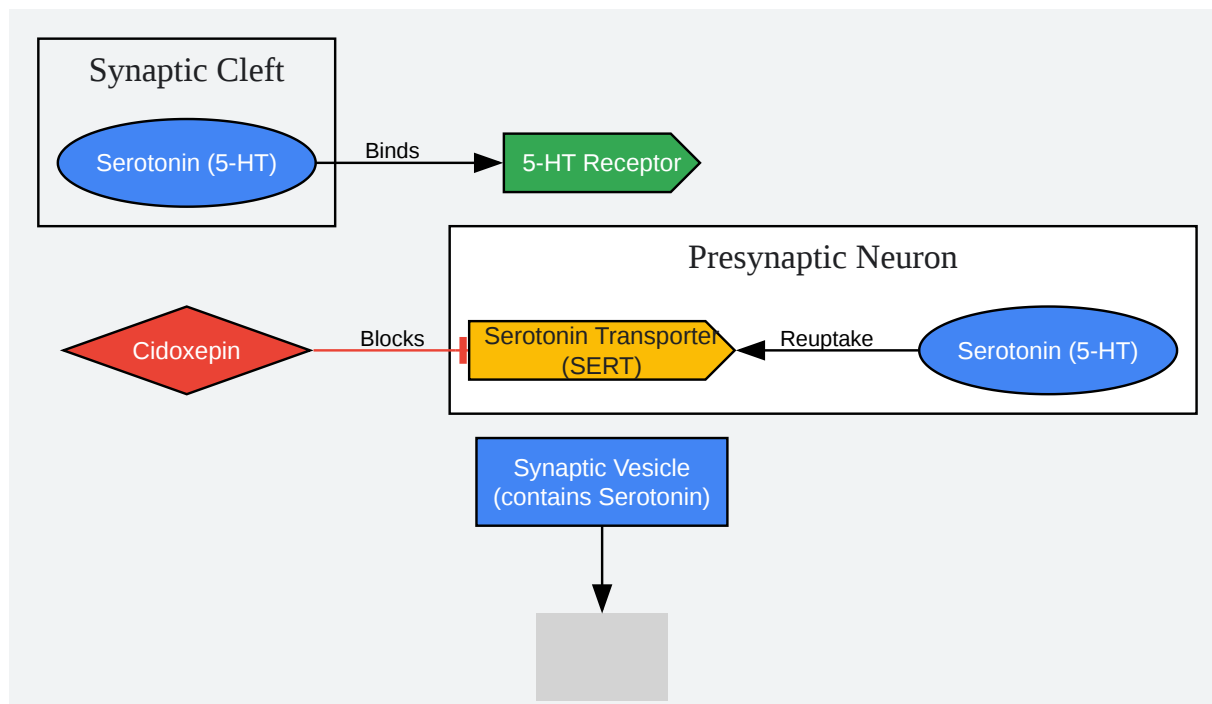 Synaptic Cleft
Serotonin (5-HT)
Binds
5-HT Receptor
Presynaptic Neuron
Cidoxepin
Blocks
Serotonin Transporter
(SERT)
Reuptake
Serotonin (5-HT)
Synaptic Vesicle
(contains Serotonin)